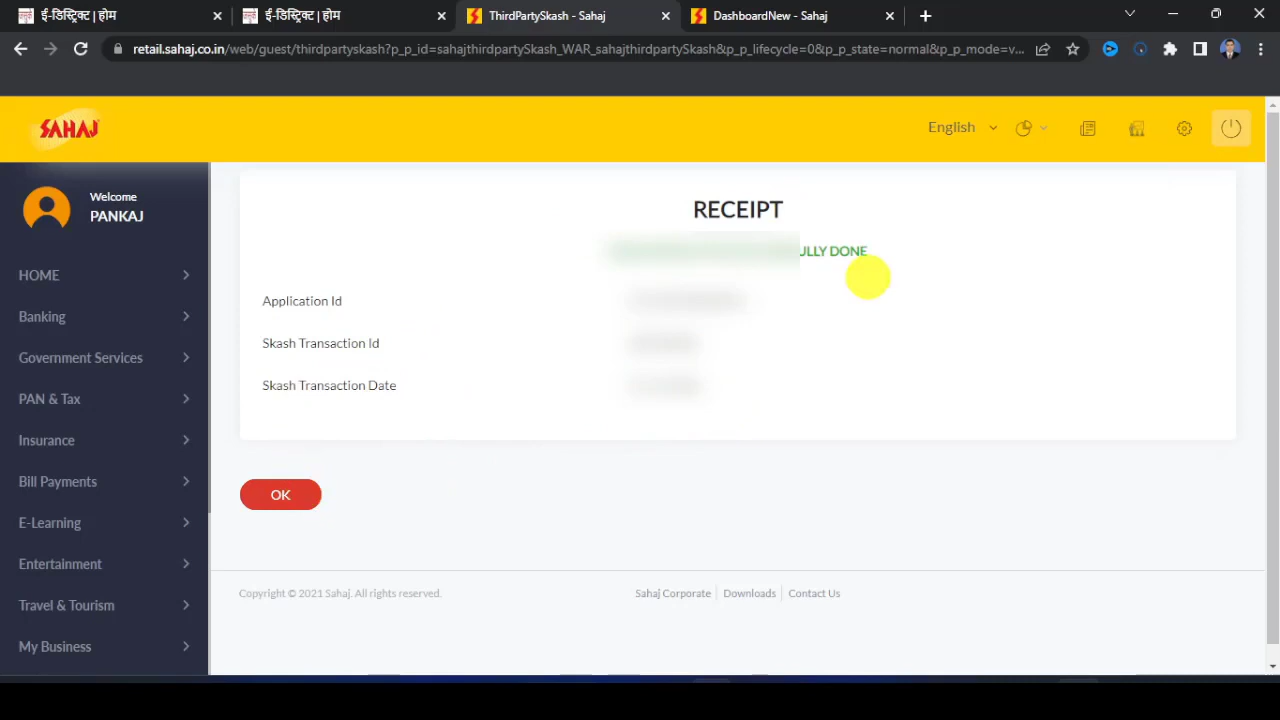 ई-डिस्ट्रिक्ट | होम
ई-डिस्ट्रिक्ट | होम
ThirdPartySkash - Sahaj
DashboardNew - Sahaj
retail.sahaj.co.in/web/guest/thirdpartyskash?p_p_id=sahajthirdpartySkash_WAR_sahajthirdpartySkash&p_p_lifecycle=0&p_p_state=normal&p_p_mode=v...
SAHAJ
English
Welcome
PANKAJ
HOME
Banking
Government Services
PAN & Tax
Insurance
Bill Payments
E-Learning
Entertainment
Travel & Tourism
My Business
RECEIPT
ULLY DONE
Application Id
Skash Transaction Id
Skash Transaction Date
OK
Copyright © 2021 Sahaj. All rights reserved.
Sahaj Corporate
Downloads
Contact Us